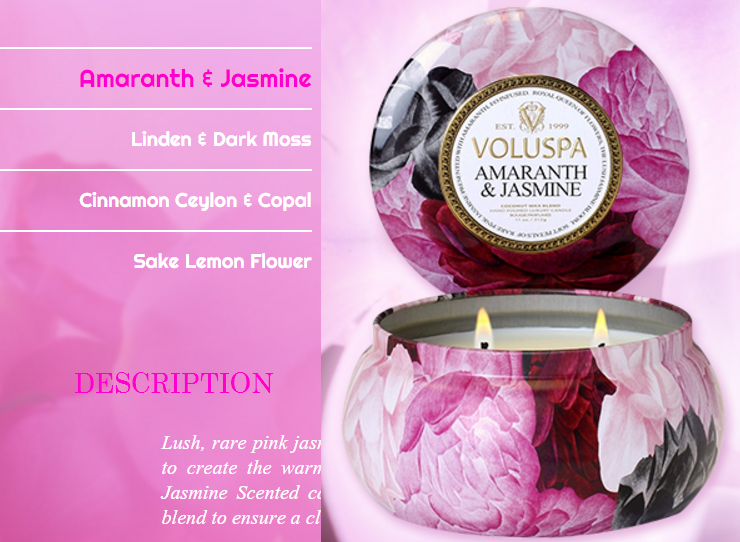 Amaranth & Jasmine
Linden & Dark Moss
Cinnamon Ceylon & Copal
Sake Lemon Flower
DESCRIPTION
Lush, rare pink jasm
to create the warm
Jasmine Scented ca
blend to ensure a cl
EST. 1999
VOLUSPA
AMARANTH
& JASMINE
COCONUT WAX BLEND